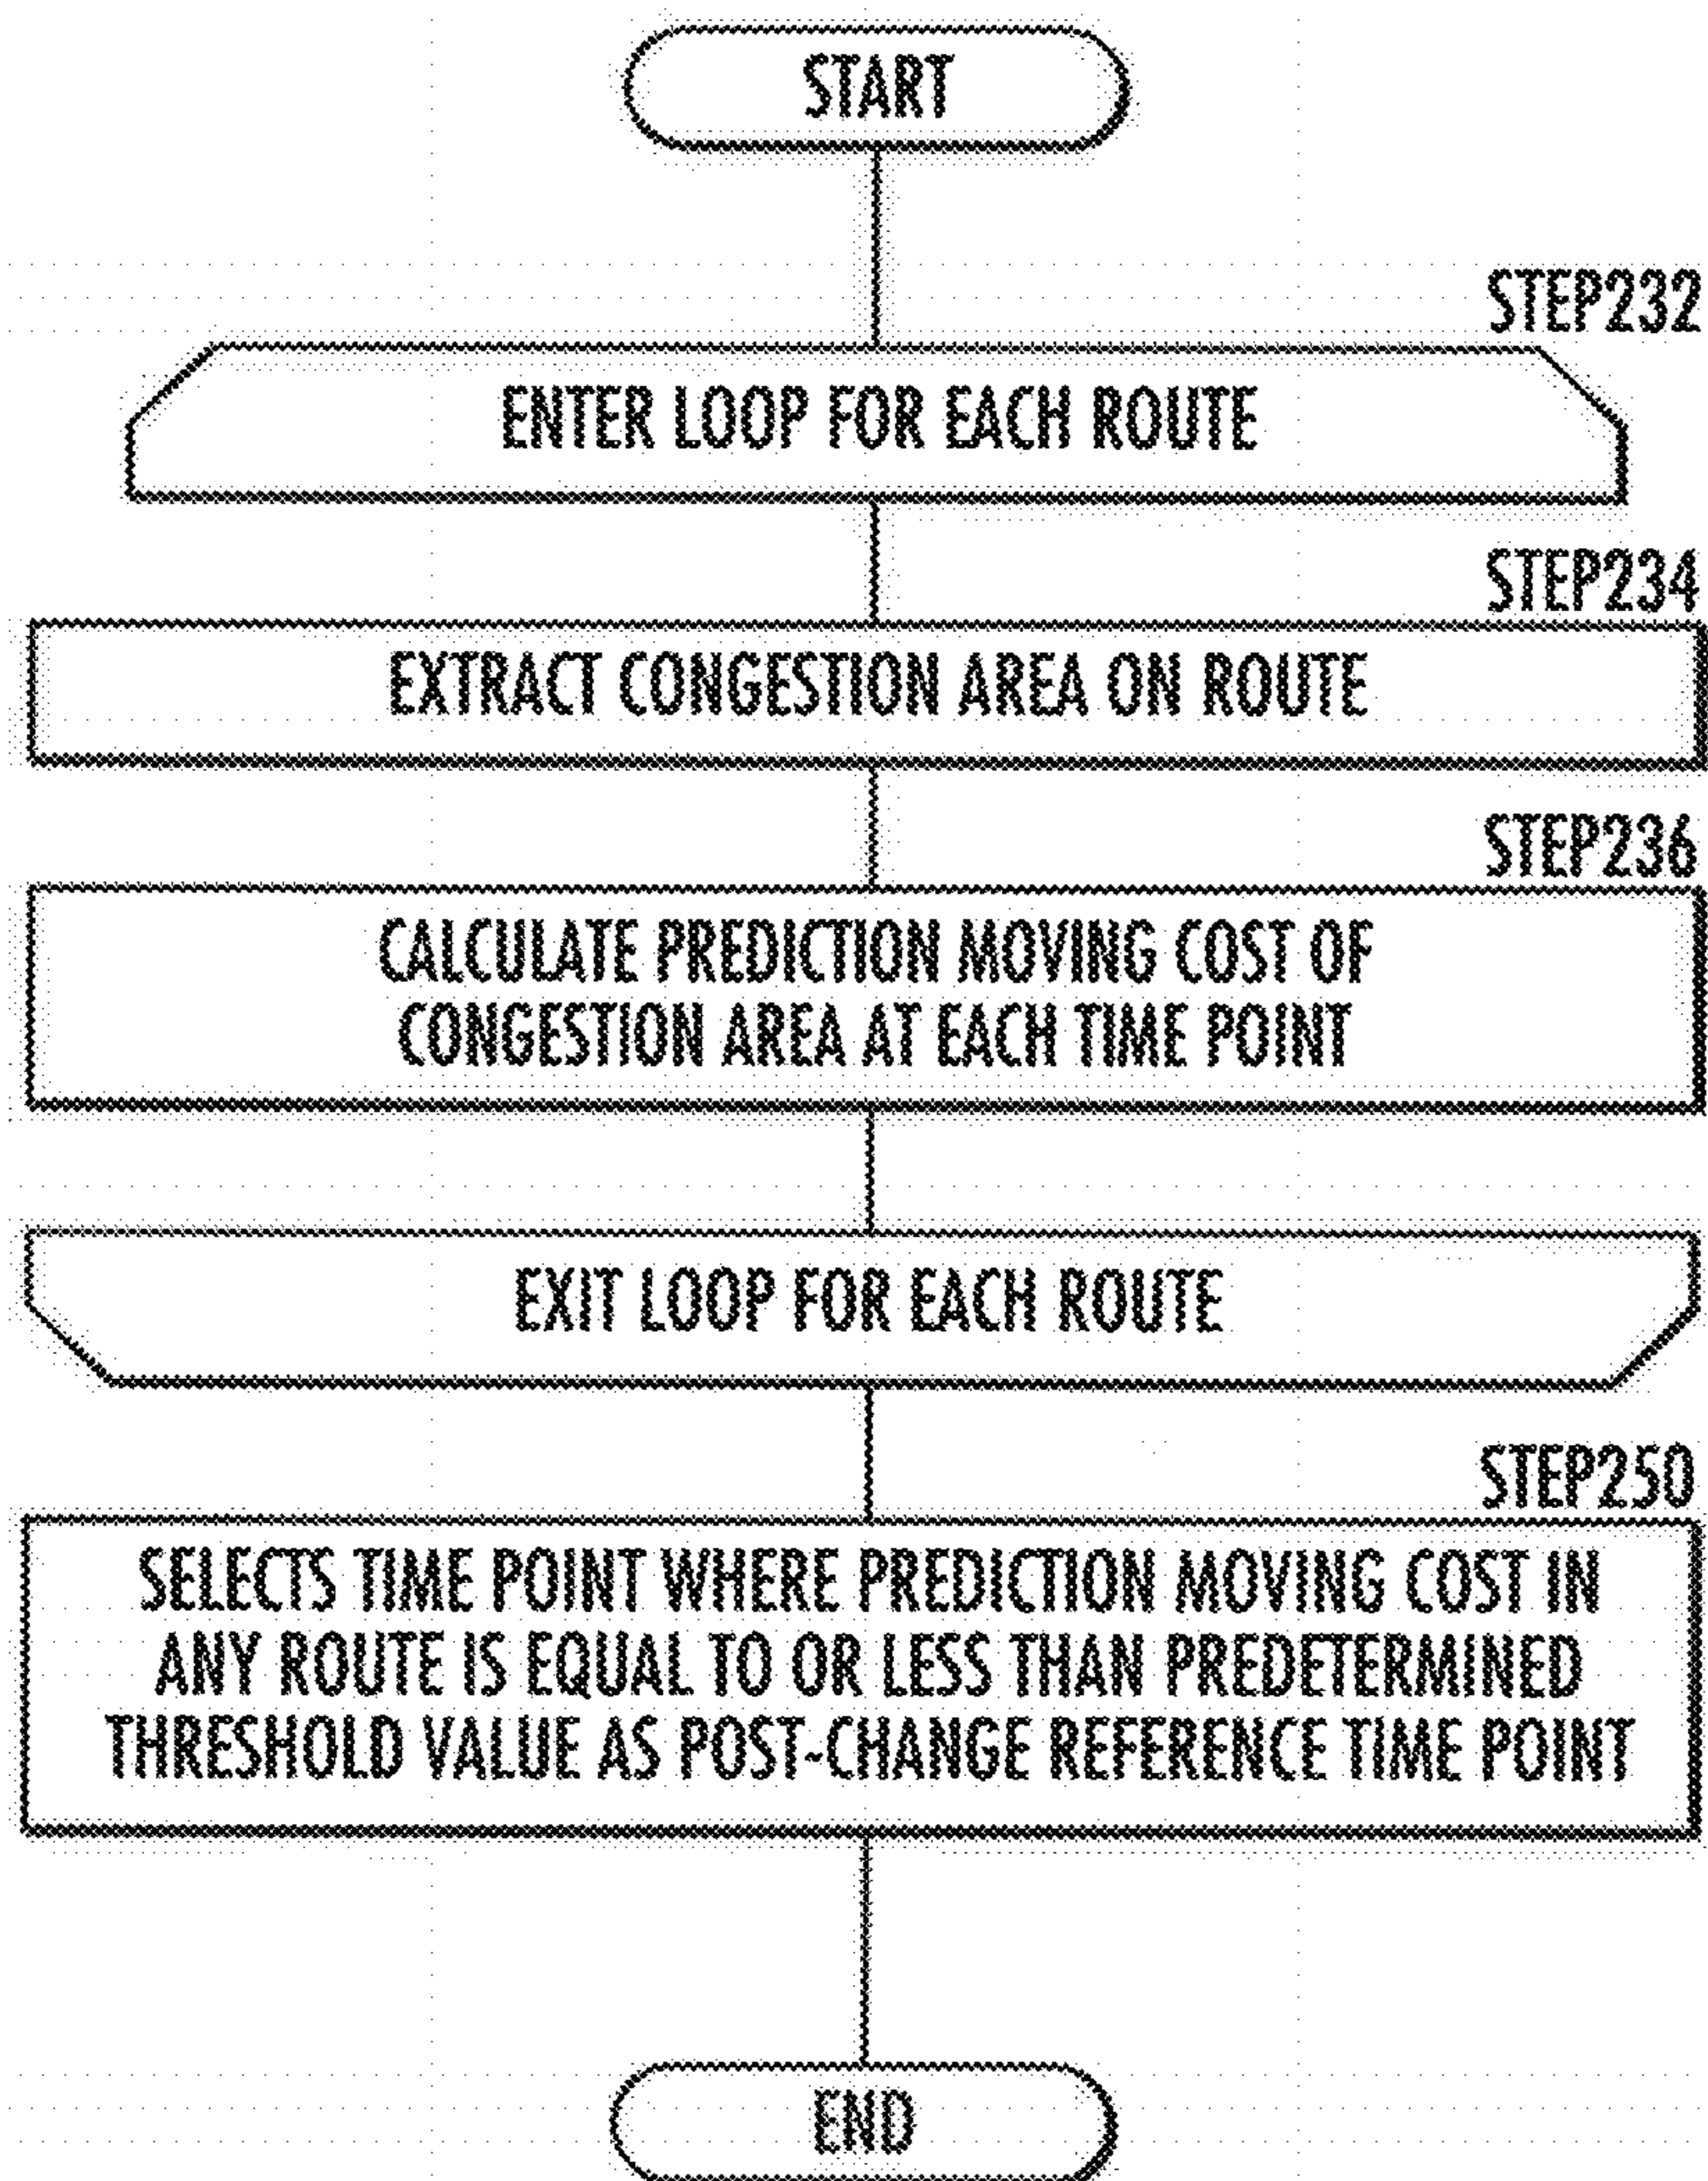 START
STEP232
ENTER LOOP FOR EACH ROUTE
STEP234
EXTRACT CONGESTION AREA ON ROUTE
STEP236
CALCULATE PREDICTION MOVING COST OF
CONGESTION AREA AT EACH TIME POINT
EXIT LOOP FOR EACH ROUTE
STEP250
SELECTS TIME POINT WHERE PREDICTION MOVING COST IN
ANY ROUTE IS EQUAL TO OR LESS THAN PREDETERMINED
THRESHOLD VALUE AS POST-CHANGE REFERENCE TIME POINT
END